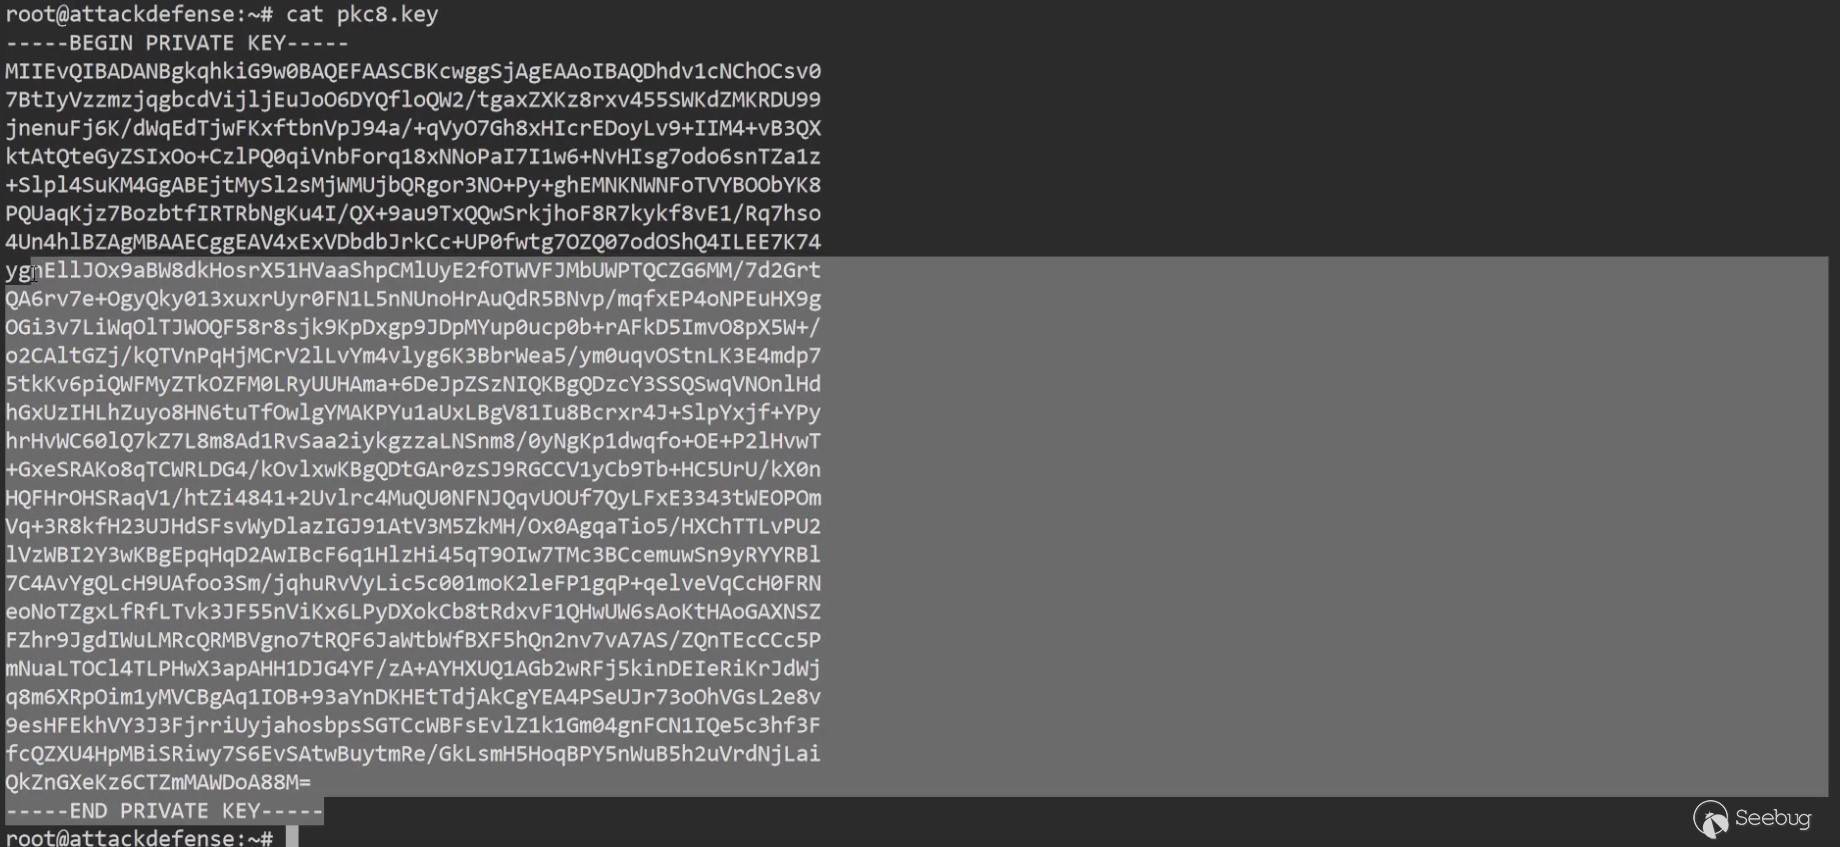 root@attackdefense:~# cat pkc8.key
-----BEGIN PRIVATE KEY-----
MIIEvQIBADANBgkqhkiG9w0BAQEFAASCBKcwggSjAgEAAoIBAQDhdv1cNChOCsv0
7BtIyVzzmzjqgbcdVijljEuJoO6DYQfloQW2/tgaxZXKz8rxv455SWKdZMKRDU99
jnenuFj6K/dWqEdTjwFKxftbnVpJ94a/+qVyO7Gh8xHIcrEDoyLv9+IIM4+vB3QX
ktAtQteGyZSIxOo+CzlPQ0qiVnbForq18xNNoPaI7I1w6+NvHIsg7odo6snTZa1z
+Slpl4SuKM4GgABEjtMySl2sMjWMUjbQRgor3NO+Py+ghEMNKNWNFoTVYBOObYK8
PQUaqKjz7BozbtfIRTRbNgKu4I/QX+9au9TxQQwSrkjhoF8R7kykf8vE1/Rq7hso
4Un4hlBZAgMBAAECggEAV4xExVDbdbJrkCc+UP0fwtg7OZQ07odOShQ4ILEE7K74
ygnEllJOx9aBW8dkHosrX51HVaaShpCMlUyE2fOTWVFJMbUWPTQCZG6MM/7d2Grt
QA6rv7e+OgyQky013xuxrUyr0FN1L5nNUnoHrAuQdR5BNvp/mqfxEP4oNPEuHX9g
OGi3v7LiWqOlTJWOQF58r8sjk9KpDxgp9JDpMYup0ucp0b+rAFkD5ImvO8pX5W+/
o2CAltGZj/kQTVnPqHjMCrV2lLvYm4vlyg6K3BbrWea5/ym0uqvOStnLK3E4mdp7
5tkKv6piQWFMyZTkOZFM0LRyUUHAma+6DeJpZSzNIQKBgQDzcY3SSQSwqVNOnlHd
hGxUzIHLhZuyo8HN6tuTfOwlgYMAKPYu1aUxLBgV81Iu8Bcrxr4J+SlpYxjf+YPy
hrHvWC60lQ7kZ7L8m8Ad1RvSaa2iykgzzaLNSnm8/0yNgKp1dwqfo+OE+P2lHvwT
+GxeSRAKo8qTCWRLDG4/kOvlxwKBgQDtGAr0zSJ9RGCCV1yCb9Tb+HC5UrU/kX0n
HQFHrOHSRaqV1/htZi4841+2Uvlrc4MuQU0NFNJQqvUOUf7QyLFxE3343tWEOPOm
Vq+3R8kfH23UJHdSFsvWyDlazIGJ91AtV3M5ZkMH/Ox0AgqaTio5/HXChTTLvPU2
lVzWBI2Y3wKBgEpqHqD2AwIBcF6q1HlzHi45qT9OIw7TMc3BCcemuwSn9yRYYRBl
7C4AvYgQLcH9UAfoo3Sm/jqhuRvVyLic5c001moK2leFP1gqP+qelveVqCcH0FRN
eoNoTZgxLfRfLTvk3JF55nViKx6LPyDXokCb8tRdxvF1QHwUW6sAoKtHAoGAXNSZ
FZhr9JgdIWuLMRcQRMBVgno7tRQF6JaWtbWfBXF5hQn2nv7vA7AS/ZQnTEcCCc5P
mNuaLTOCl4TLPHwX3apAHH1DJG4YF/zA+AYHXUQ1AGb2wRFj5kinDEIeRiKrJdWj
q8m6XRpOim1yMVCBgAq1IOB+93aYnDKHEtTdjAkCgYEA4PSeUJr73oOhVGsL2e8v
9esHFEkhVY3J3FjrriUyjahosbpsSGTCcWBFsEvlZ1k1Gm04gnFCN1IQe5c3hf3F
fcQZXU4HpMBiSRiwy7S6EvSAtwBuytmRe/GkLsmH5HoqBPY5nWuB5h2uVrdNjLai
QkZnGXeKz6CTZmMAWDoA88M=
-----END PRIVATE KEY-----
root@attackdefense:~#
Seebug